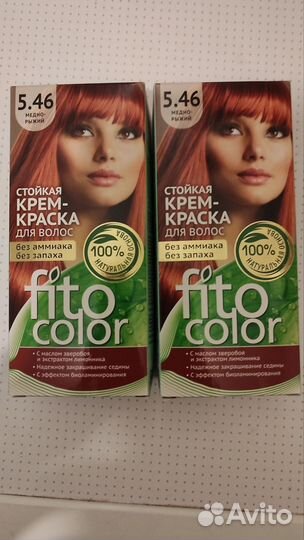 5.46
МЕДНО-
РЫЖИЙ
СТОЙКАЯ
КРЕМ-
КРАСКА
ДЛЯ ВОЛОС
без аммиака
без запаха
100%
НАТУРАЛЬНАЯ ОСНОВА
fito
color
• С маслом зверобоя
и экстрактом лимонника
• Надежное закрашивание седины
• С эффектом биоламинирования
5.46
МЕДНО-
РЫЖИЙ
СТОЙКАЯ
КРЕМ-
КРАСКА
ДЛЯ ВОЛОС
без аммиака
без запаха
100%
НАТУРАЛЬНАЯ ОСНОВА
fito
color
• С маслом зверобоя
и экстрактом лимонника
• Надежное закрашивание седины
• С эффектом биоламинирования
Avito